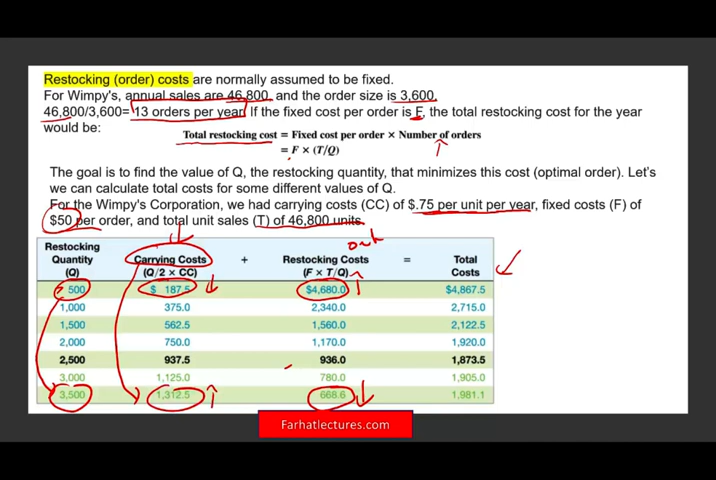 Restocking (order) costs are normally assumed to be fixed.
For Wimpy's, annual sales are 46,800, and the order size is 3,600.
46,800/3,600= 13 orders per year. If the fixed cost per order is F, the total restocking cost for the year
would be:
Total restocking cost = Fixed cost per order × Number of orders
= F × (T/Q)
The goal is to find the value of Q, the restocking quantity, that minimizes this cost (optimal order). Let's
we can calculate total costs for some different values of Q.
For the Wimpy's Corporation, we had carrying costs (CC) of $.75 per unit per year, fixed costs (F) of
$50 per order, and total unit sales (T) of 46,800 units.
Restocking Quantity (Q) Carrying Costs (Q/2 × CC) + Restocking Costs (F × T/Q) = Total Costs
500 $ 187.5 $4,680.0 $4,867.5
1,000 375.0 2,340.0 2,715.0
1,500 562.5 1,560.0 2,122.5
2,000 750.0 1,170.0 1,920.0
2,500 937.5 936.0 1,873.5
3,000 1,125.0 780.0 1,905.0
3,500 1,312.5 668.6 1,981.1
Farhatlectures.com